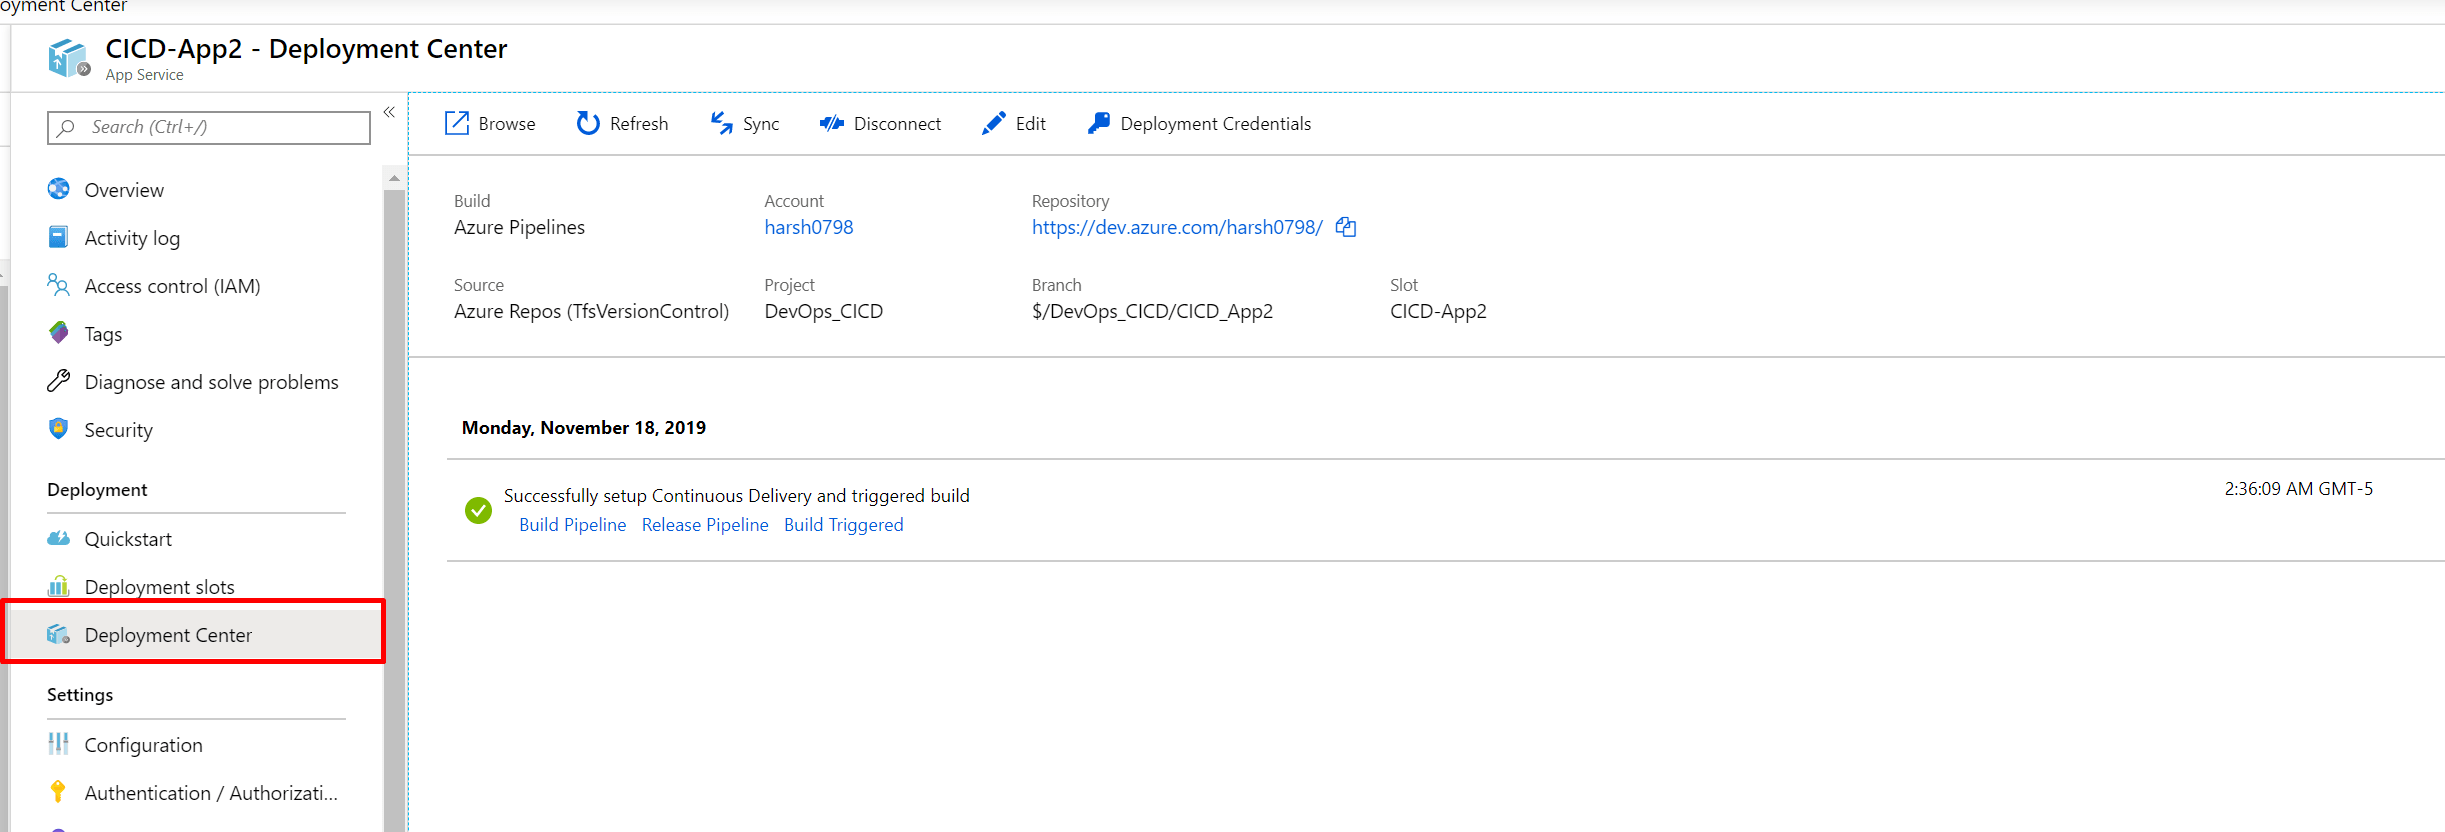 oyment Center
CICD-App2 - Deployment Center
App Service
Search (Ctrl+/)
Overview
Activity log
Access control (IAM)
Tags
Diagnose and solve problems
Security
Deployment
Quickstart
Deployment slots
Deployment Center
Settings
Configuration
Authentication / Authorizati...
Browse Refresh Sync Disconnect Edit Deployment Credentials
Build Account Repository
Azure Pipelines harsh0798 https://dev.azure.com/harsh0798/
Source Project Branch Slot
Azure Repos (TfsVersionControl) DevOps_CICD $/DevOps_CICD/CICD_App2 CICD-App2
Monday, November 18, 2019
Successfully setup Continuous Delivery and triggered build 2:36:09 AM GMT-5
Build Pipeline Release Pipeline Build Triggered